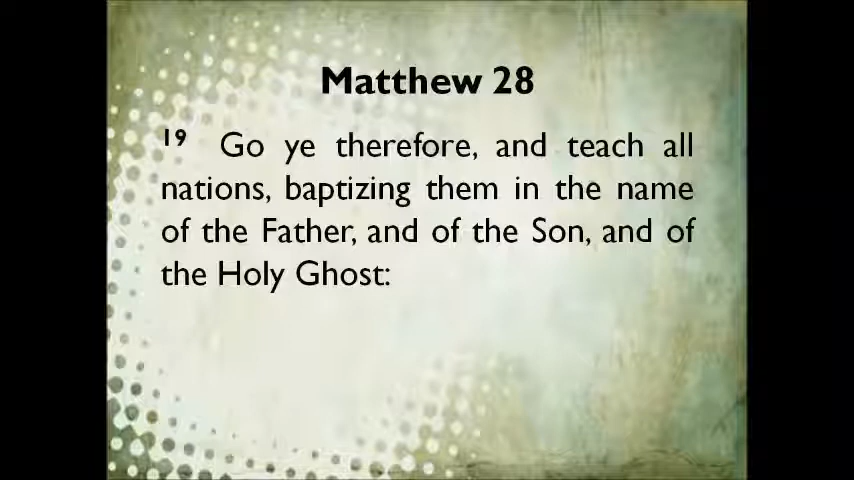 Matthew 28
19 Go ye therefore, and teach all
nations, baptizing them in the name
of the Father, and of the Son, and of
the Holy Ghost: